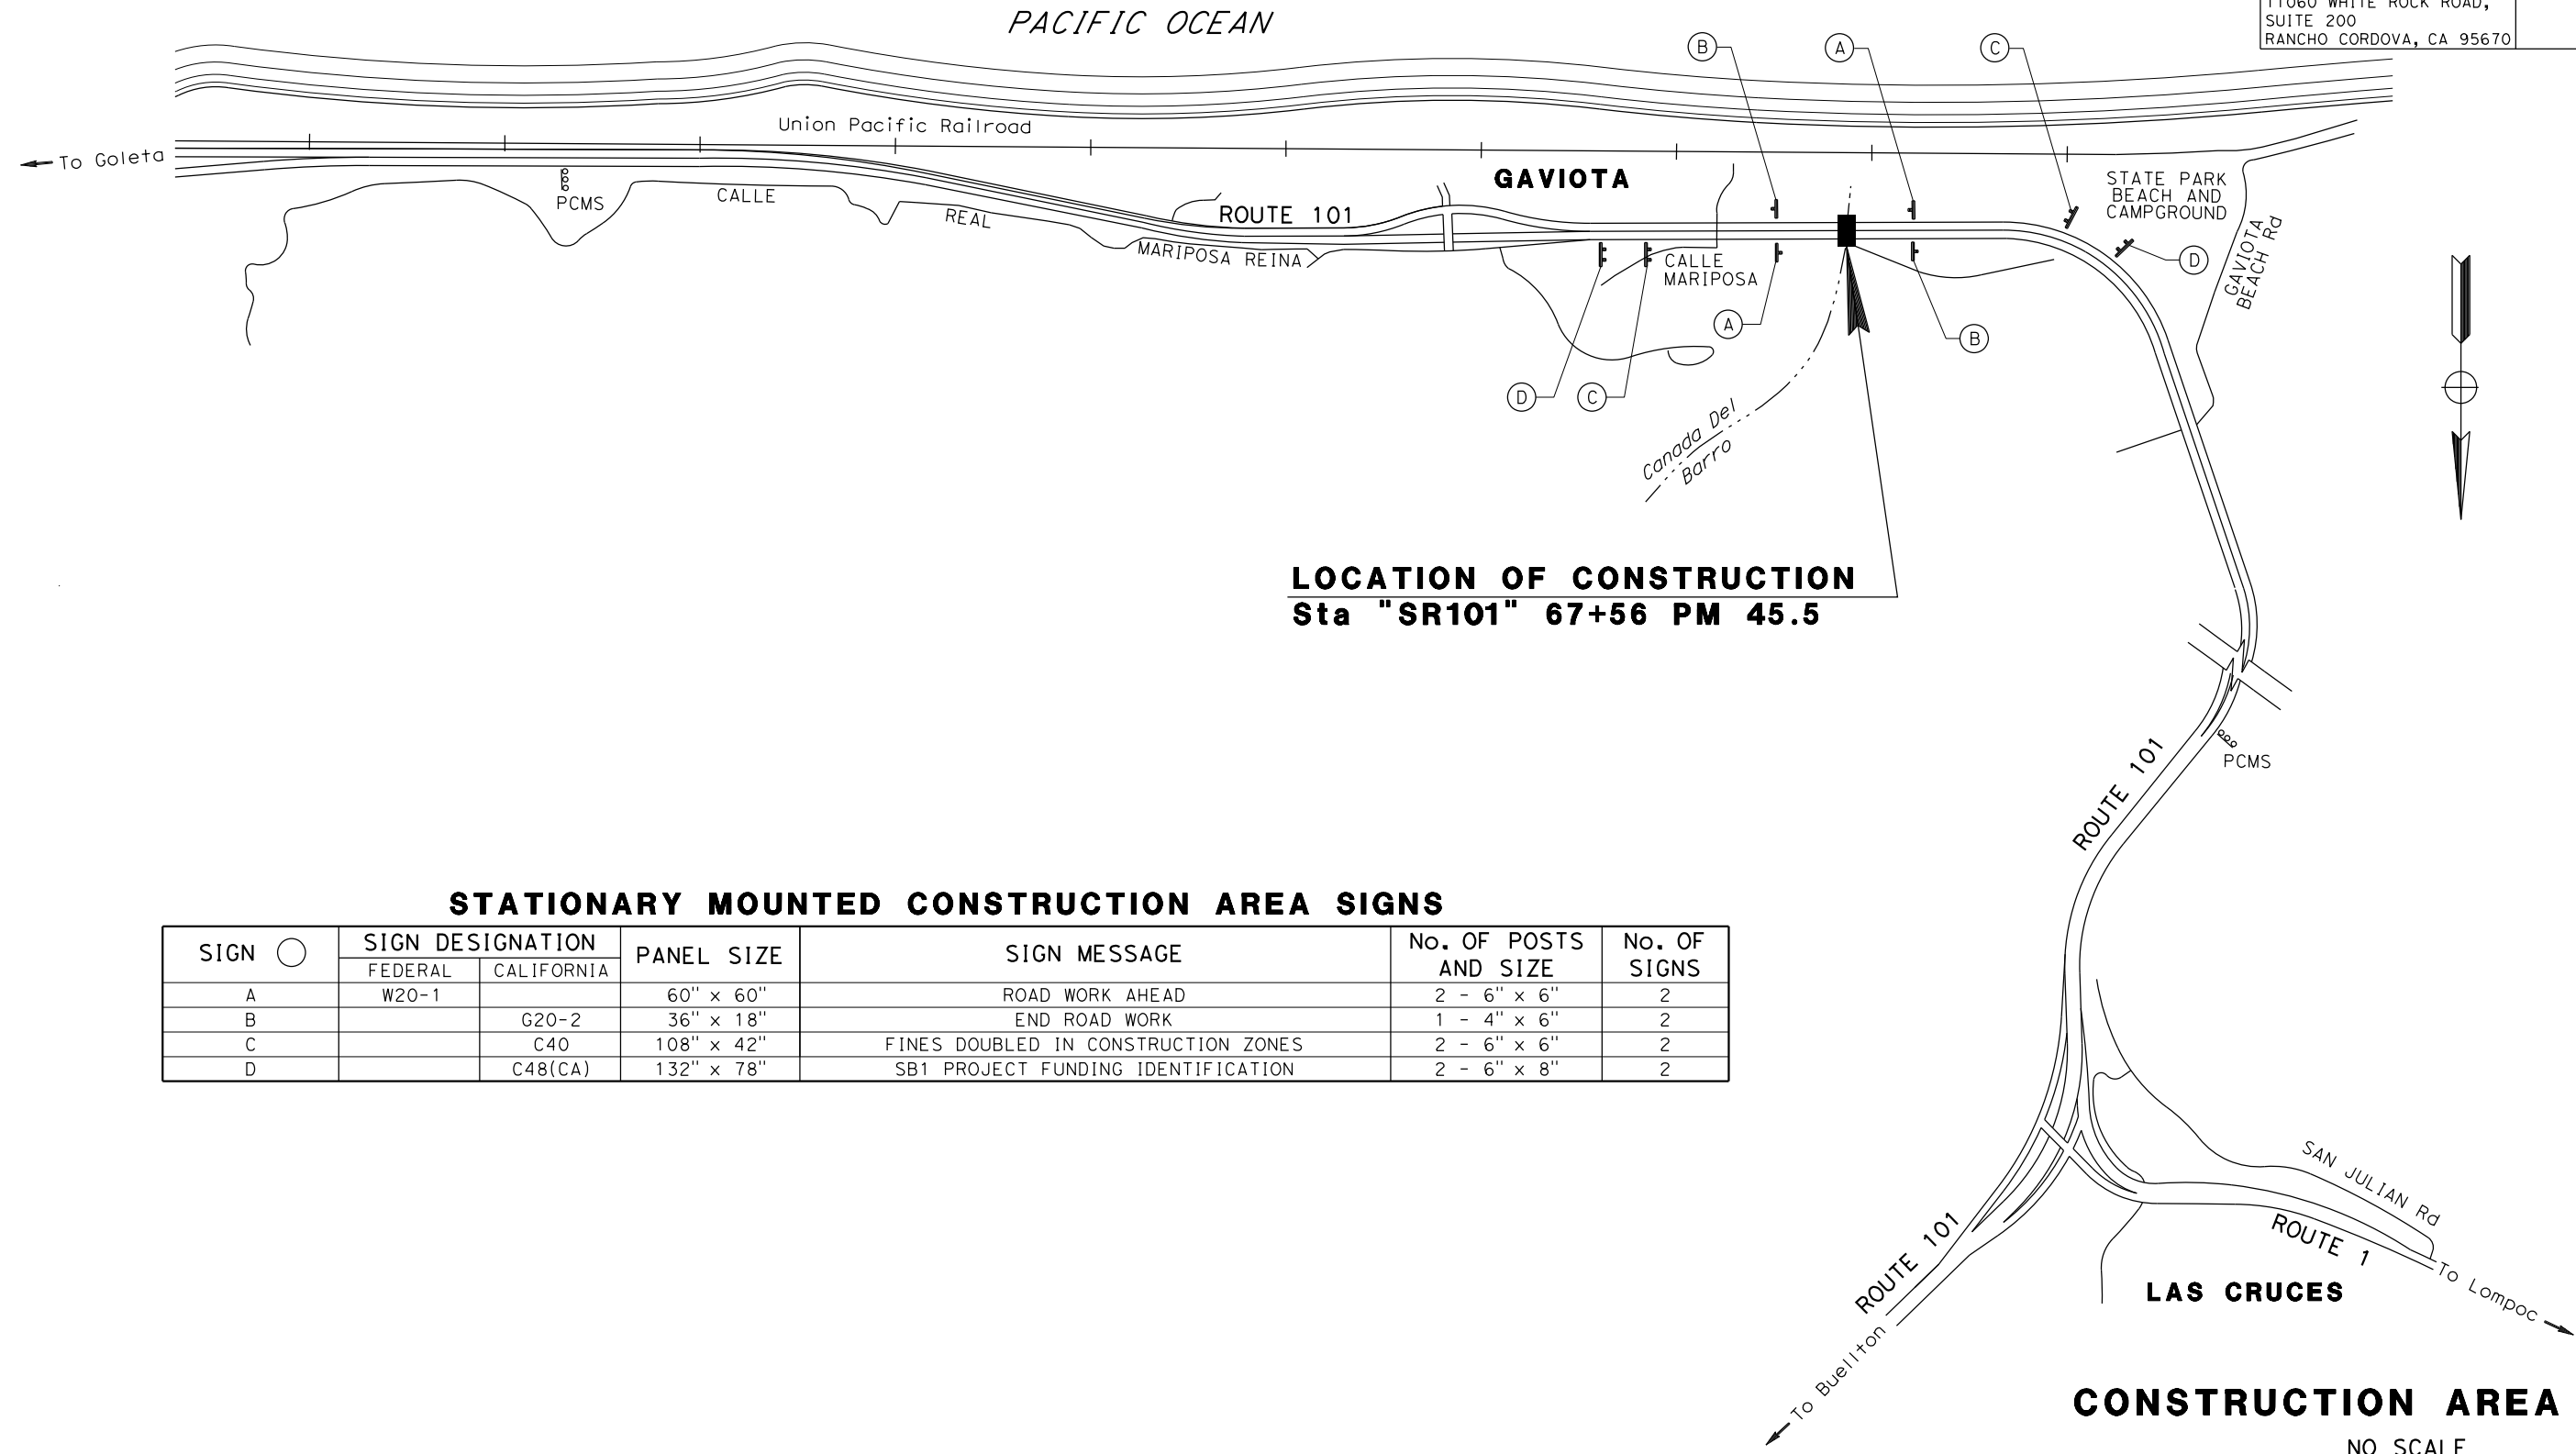 PACIFIC OCEAN
11060 WHITE ROCK ROAD,
SUITE 200
RANCHO CORDOVA, CA 95670
B
A
C
Union Pacific Railroad
To Goleta
PCMS
CALLE
REAL
MARIPOSA REINA
ROUTE 101
GAVIOTA
STATE PARK
BEACH AND
CAMPGROUND
GAVIOTA
BEACH Rd
D
CALLE
MARIPOSA
A
B
D
C
Canada Del
Barro
LOCATION OF CONSTRUCTION
Sta "SR101" 67+56 PM 45.5
PCMS
ROUTE 101
STATIONARY MOUNTED CONSTRUCTION AREA SIGNS
SIGN
SIGN DESIGNATION
FEDERAL
CALIFORNIA
PANEL SIZE
SIGN MESSAGE
No. OF POSTS
AND SIZE
No. OF
SIGNS
A W20-1 60" x 60" ROAD WORK AHEAD 2 - 6" x 6" 2
B G20-2 36" x 18" END ROAD WORK 1 - 4" x 6" 2
C C40 108" x 42" FINES DOUBLED IN CONSTRUCTION ZONES 2 - 6" x 6" 2
D C48(CA) 132" x 78" SB1 PROJECT FUNDING IDENTIFICATION 2 - 6" x 8" 2
SAN JULIAN Rd
ROUTE 1
To Lompoc
LAS CRUCES
ROUTE 101
To Buellton
CONSTRUCTION AREA
NO SCALE